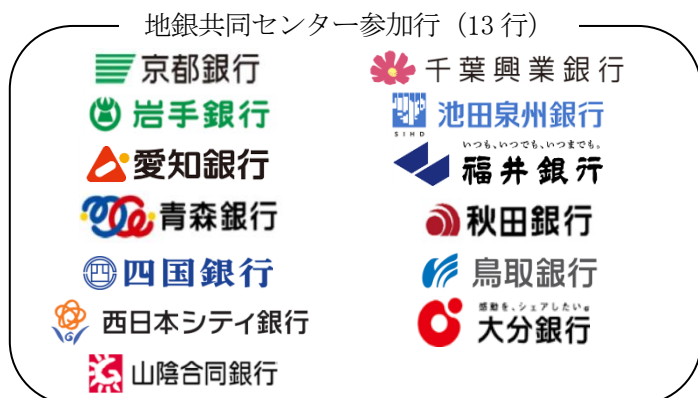 地銀共同センター参加行（13 行）
京都銀行
千葉興業銀行
岩手銀行
SIHD
池田泉州銀行
愛知銀行
いつも、いつでも、いつまでも。
福井銀行
青森銀行
秋田銀行
四国銀行
鳥取銀行
西日本シティ銀行
感動を、シェアしたい。
大分銀行
山陰合同銀行